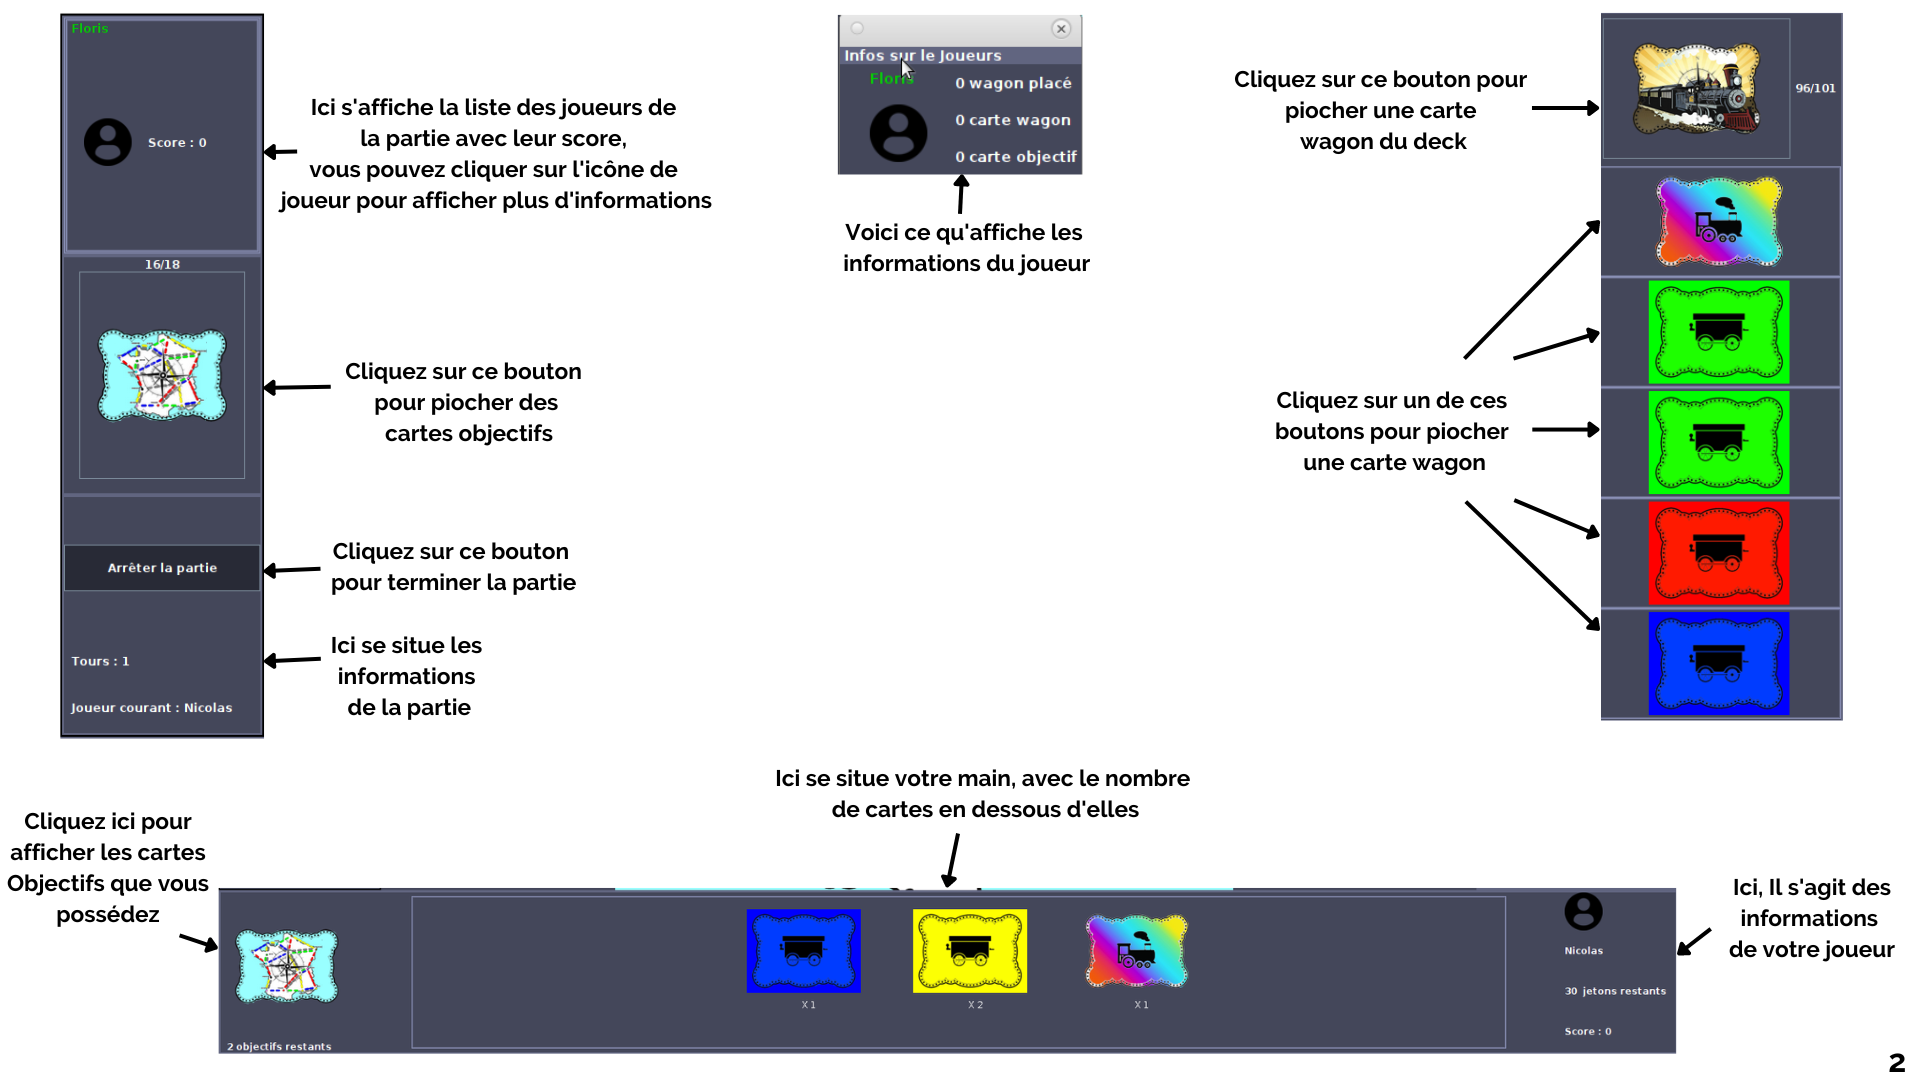 Floris
Score : 0
Ici s'affiche la liste des joueurs de
la partie avec leur score,
vous pouvez cliquer sur l'icône de
joueur pour afficher plus d'informations
16/18
Cliquez sur ce bouton
pour piocher des
cartes objectifs
Arrêter la partie
Cliquez sur ce bouton
pour terminer la partie
Tours : 1
Joueur courant : Nicolas
Ici se situe les
informations
de la partie
Infos sur le Joueurs
Floris
0 wagon placé
0 carte wagon
0 carte objectif
Voici ce qu'affiche les
informations du joueur
Cliquez sur ce bouton pour
piocher une carte
wagon du deck
96/101
Cliquez sur un de ces
boutons pour piocher
une carte wagon
Ici se situe votre main, avec le nombre
de cartes en dessous d'elles
Cliquez ici pour
afficher les cartes
Objectifs que vous
possédez
2 objectifs restants
X 1
X 2
X 1
Nicolas
30 jetons restants
Score : 0
Ici, Il s'agit des
informations
de votre joueur
2